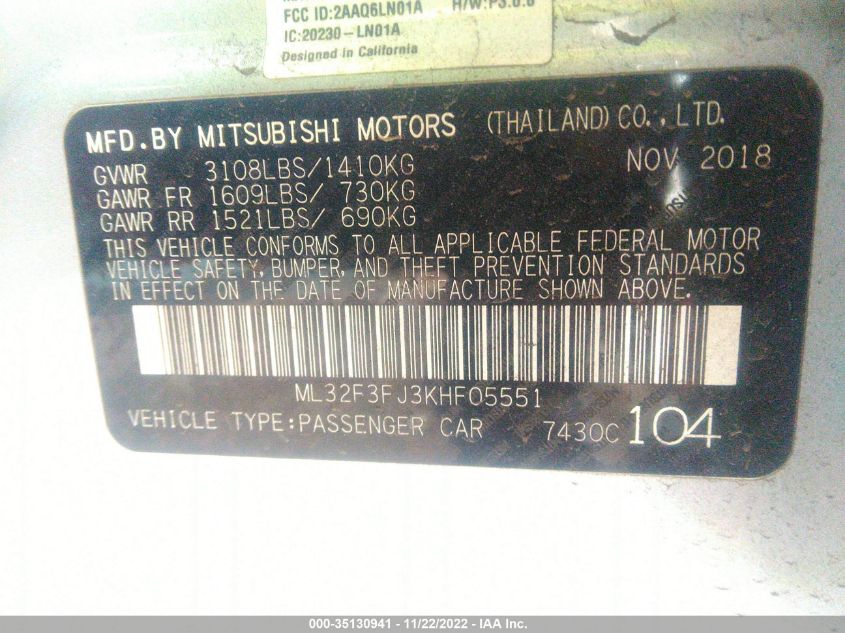 FCC ID:2AAQ6LN01A H/W:P3.0.0
IC:20230-LN01A
Designed in California
MFD.BY MITSUBISHI MOTORS (THAILAND) CO.,LTD.
GVWR 3108LBS/1410KG NOV 2018
GAWR FR 1609LBS/ 730KG
GAWR RR 1521LBS/ 690KG
THIS VEHICLE CONFORMS TO ALL APPLICABLE FEDERAL MOTOR
VEHICLE SAFETY, BUMPER, AND THEFT PREVENTION STANDARDS
IN EFFECT ON THE DATE OF MANUFACTURE SHOWN ABOVE.
ML32F3FJ3KHF05551
VEHICLE TYPE:PASSENGER CAR 7430C 104
000-35130941 - 11/22/2022 - IAA Inc.